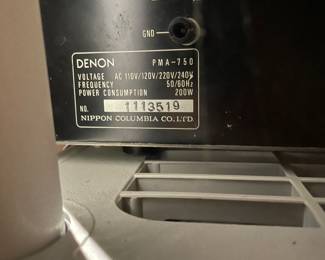 GND
DENON PMA-750
VOLTAGE AC 110V/120V/220V/240V
FREQUENCY 50/60Hz
POWER CONSUMPTION 200W
NO. 1113519
NIPPON COLUMBIA CO. LTD.